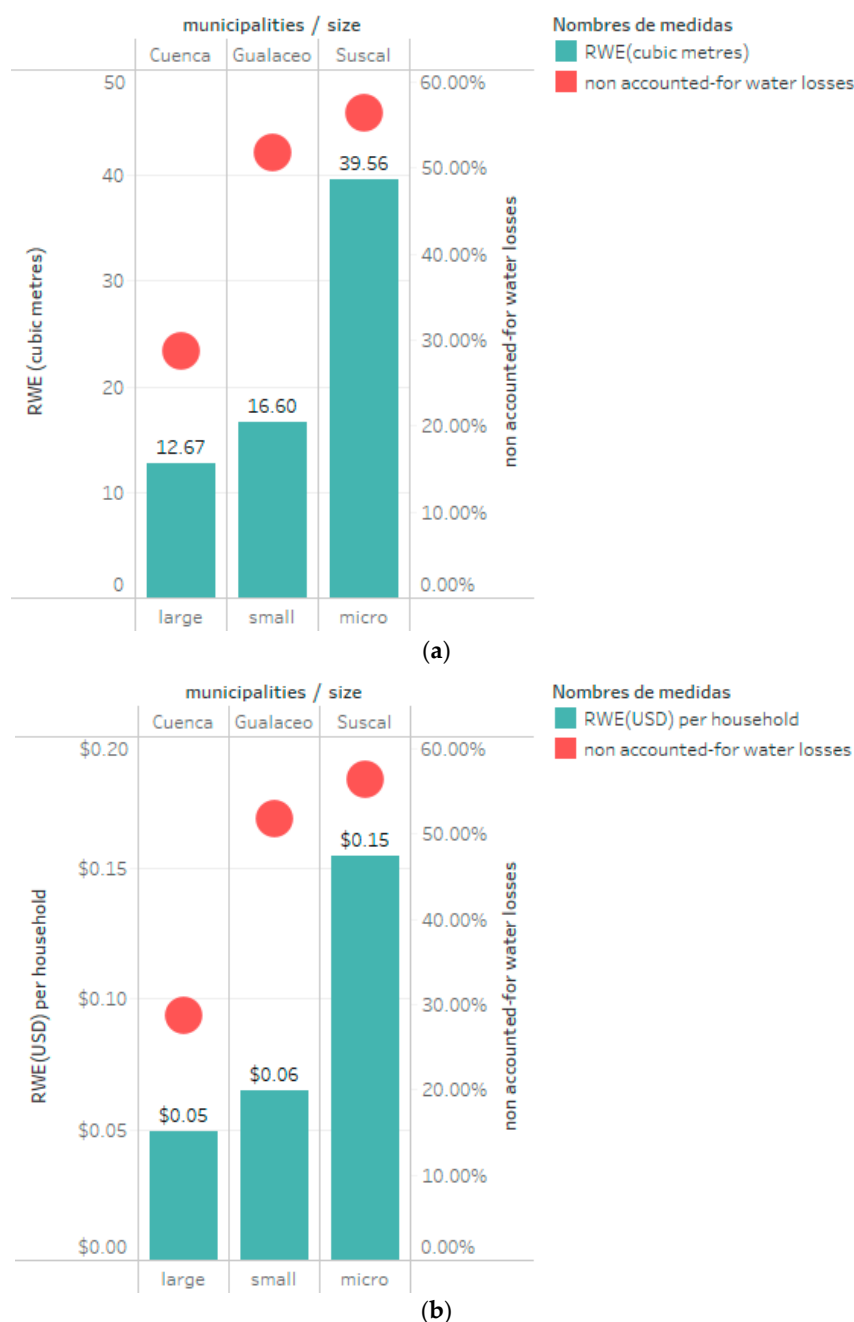 municipalities / size
Nombres de medidas
Cuenca Gualaceo Suscal
RWE(cubic metres)
non accounted-for water losses
50
60.00%
39.56
50.00%
40
40.00%
30
30.00%
20
16.60
20.00%
12.67
10
10.00%
0
0.00%
RWE (cubic metres)
non accounted-for water losses
large small micro
(a)
municipalities / size
Nombres de medidas
Cuenca Gualaceo Suscal
RWE(USD) per household
non accounted-for water losses
$0.20
60.00%
$0.15
50.00%
$0.15
40.00%
$0.10
30.00%
$0.06
20.00%
$0.05
$0.05
10.00%
$0.00
0.00%
RWE(USD) per household
non accounted-for water losses
large small micro
(b)